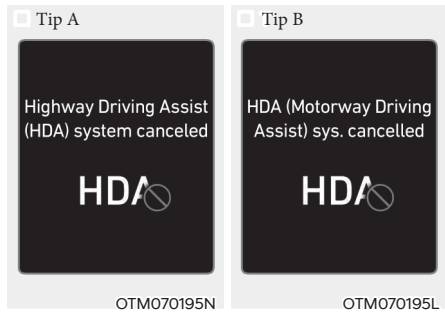 Tip A
Highway Driving Assist
(HDA) system canceled
HDA
OTM070195N
Tip B
HDA (Motorway Driving
Assist) sys. cancelled
HDA
OTM070195L